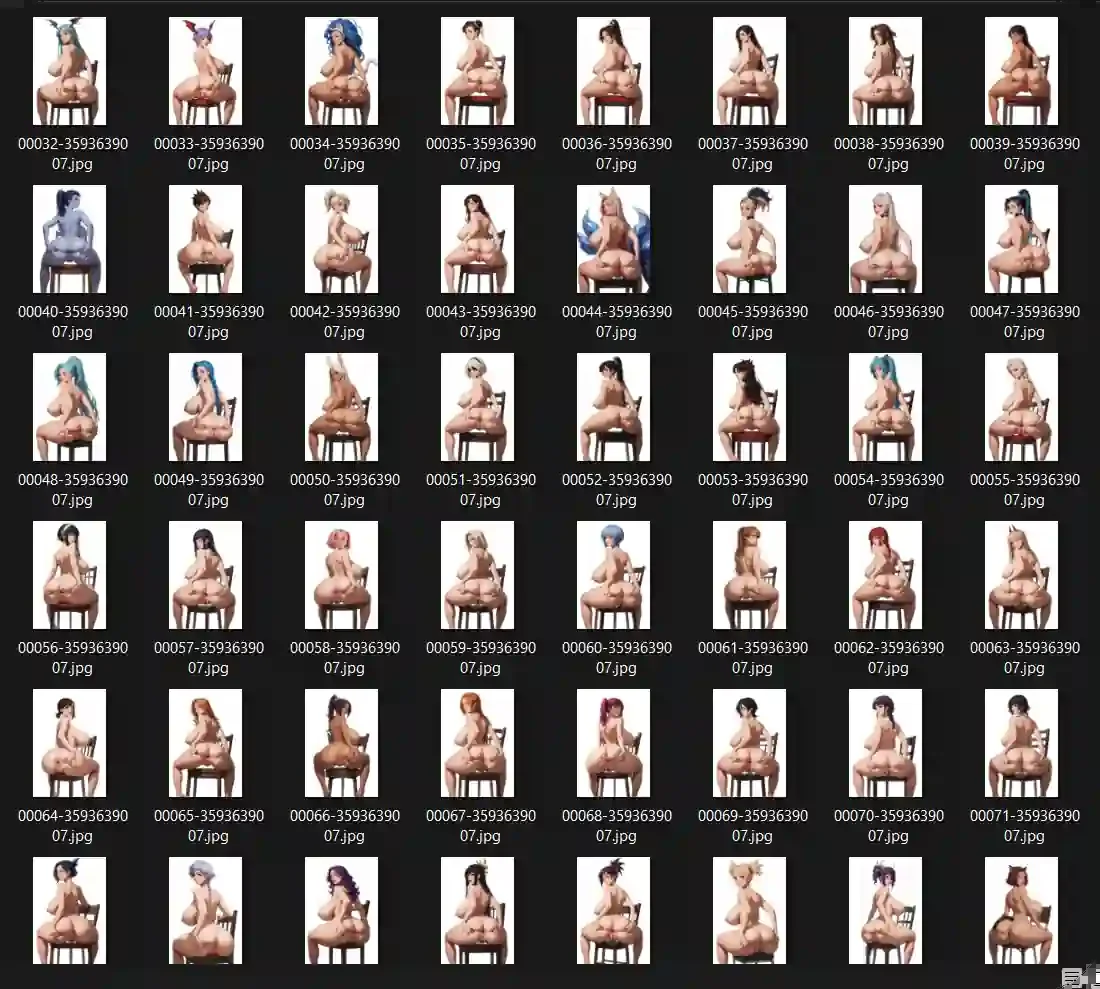 00032-35936390
07.jpg
00033-35936390
07.jpg
00034-35936390
07.jpg
00035-35936390
07.jpg
00036-35936390
07.jpg
00037-35936390
07.jpg
00038-35936390
07.jpg
00039-35936390
07.jpg
00040-35936390
07.jpg
00041-35936390
07.jpg
00042-35936390
07.jpg
00043-35936390
07.jpg
00044-35936390
07.jpg
00045-35936390
07.jpg
00046-35936390
07.jpg
00047-35936390
07.jpg
00048-35936390
07.jpg
00049-35936390
07.jpg
00050-35936390
07.jpg
00051-35936390
07.jpg
00052-35936390
07.jpg
00053-35936390
07.jpg
00054-35936390
07.jpg
00055-35936390
07.jpg
00056-35936390
07.jpg
00057-35936390
07.jpg
00058-35936390
07.jpg
00059-35936390
07.jpg
00060-35936390
07.jpg
00061-35936390
07.jpg
00062-35936390
07.jpg
00063-35936390
07.jpg
00064-35936390
07.jpg
00065-35936390
07.jpg
00066-35936390
07.jpg
00067-35936390
07.jpg
00068-35936390
07.jpg
00069-35936390
07.jpg
00070-35936390
07.jpg
00071-35936390
07.jpg